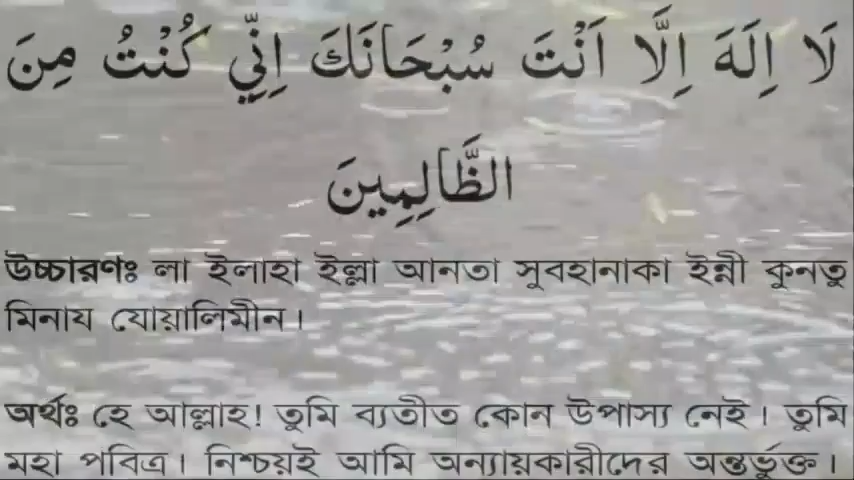 لَا اِلَهَ اِلَّا اَنْتَ سُبْحَانَكَ اِنِّي كُنْتُ مِنَ
الظَّالِمِينَ
উচ্চারণঃ লা ইলাহা ইল্লা আনতা সুবহানাকা ইন্নী কুনতু
মিনায যোয়ালিমীন।
অর্থঃ হে আল্লাহ! তুমি ব্যতীত কোন উপাস্য নেই। তুমি
মহা পবিত্র। নিশ্চয়ই আমি অন্যায়কারীদের অন্তর্ভুক্ত।